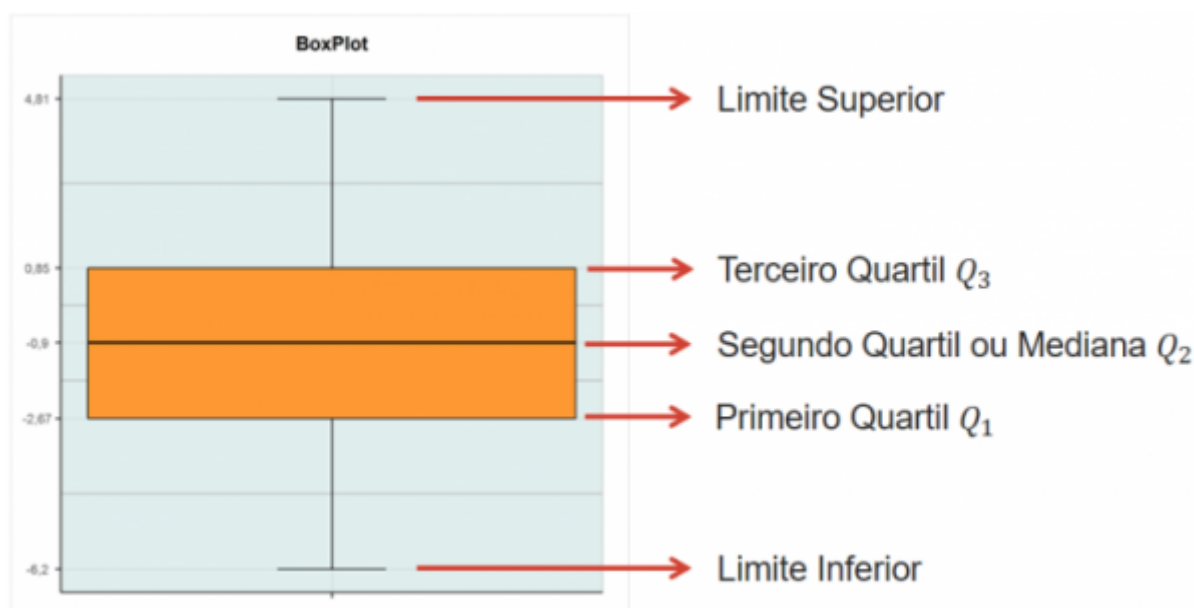 BoxPlot
4,81
Limite Superior
0,85
Terceiro Quartil Q₃
-0,9
Segundo Quartil ou Mediana Q₂
-2,67
Primeiro Quartil Q₁
-6,2
Limite Inferior